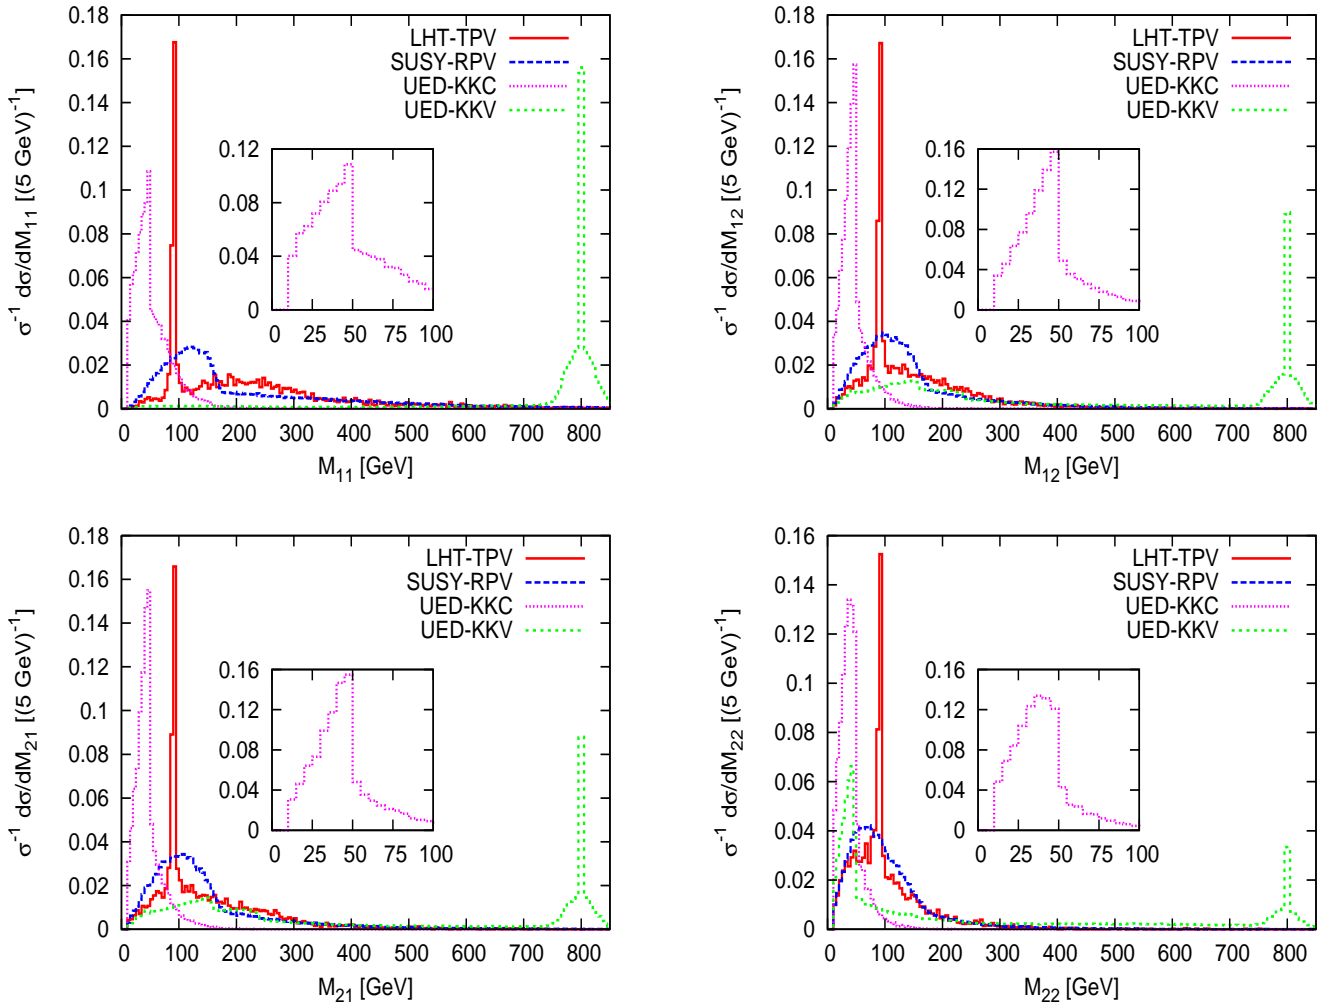 0.18
0.16
0.14
0.12
0.1
0.08
0.06
0.04
0.02
0
σ⁻¹ dσ/dM₁₁ [(5 GeV)⁻¹]
LHT-TPV
SUSY-RPV
UED-KKC
UED-KKV
0.12
0.08
0.04
0
0 25 50 75 100
0 100 200 300 400 500 600 700 800
M₁₁ [GeV]
0.18
0.16
0.14
0.12
0.1
0.08
0.06
0.04
0.02
0
σ⁻¹ dσ/dM₁₂ [(5 GeV)⁻¹]
LHT-TPV
SUSY-RPV
UED-KKC
UED-KKV
0.16
0.12
0.08
0.04
0
0 25 50 75 100
0 100 200 300 400 500 600 700 800
M₁₂ [GeV]
0.18
0.16
0.14
0.12
0.1
0.08
0.06
0.04
0.02
0
σ⁻¹ dσ/dM₂₁ [(5 GeV)⁻¹]
LHT-TPV
SUSY-RPV
UED-KKC
UED-KKV
0.16
0.12
0.08
0.04
0
0 25 50 75 100
0 100 200 300 400 500 600 700 800
M₂₁ [GeV]
0.16
0.14
0.12
0.1
0.08
0.06
0.04
0.02
0
σ⁻¹ dσ/dM₂₂ [(5 GeV)⁻¹]
LHT-TPV
SUSY-RPV
UED-KKC
UED-KKV
0.16
0.12
0.08
0.04
0
0 25 50 75 100
0 100 200 300 400 500 600 700 800
M₂₂ [GeV]